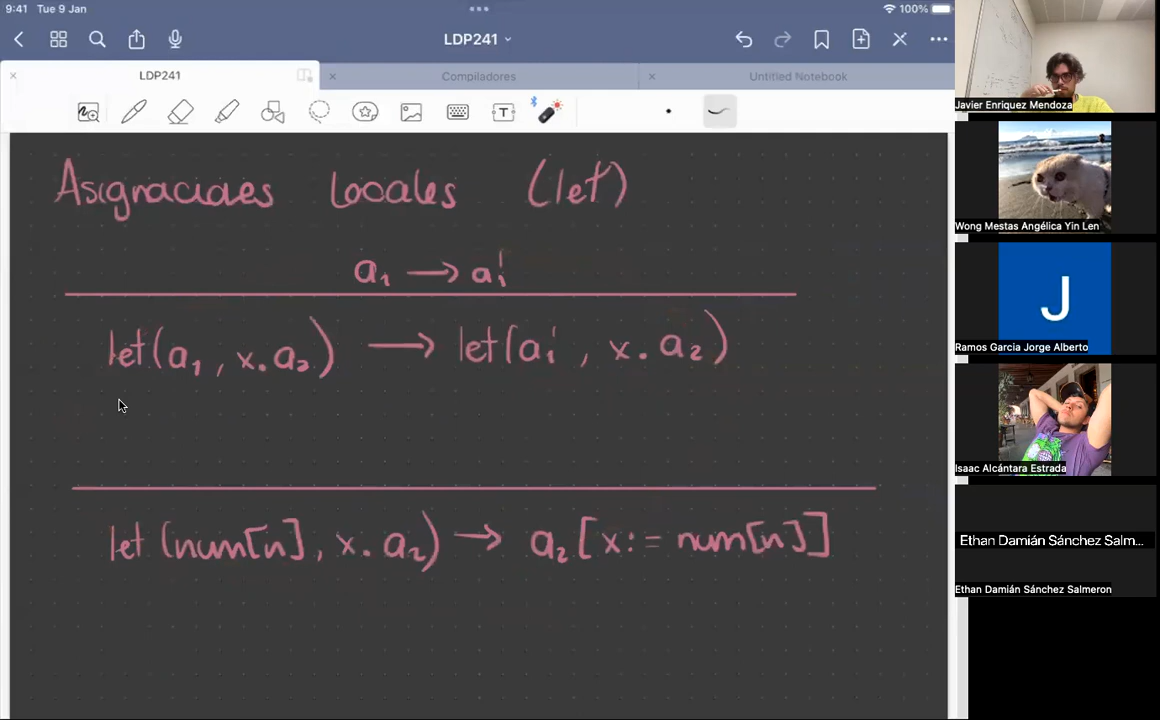 9:41 Tue 9 Jan
100%
LDP241
LDP241 Compiladores Untitled Notebook
T
Asignaciones Locales (let)
a₁ → a₁'
let(a₁, x.a₂) → let(a₁', x.a₂)
let(num[n], x.a₂) → a₂[x:= num[n]]
Javier Enriquez Mendoza
Wong Mestas Angélica Yin Len
J
Ramos Garcia Jorge Alberto
Isaac Alcántara Estrada
Ethan Damián Sánchez Salm...
Ethan Damián Sánchez Salmeron